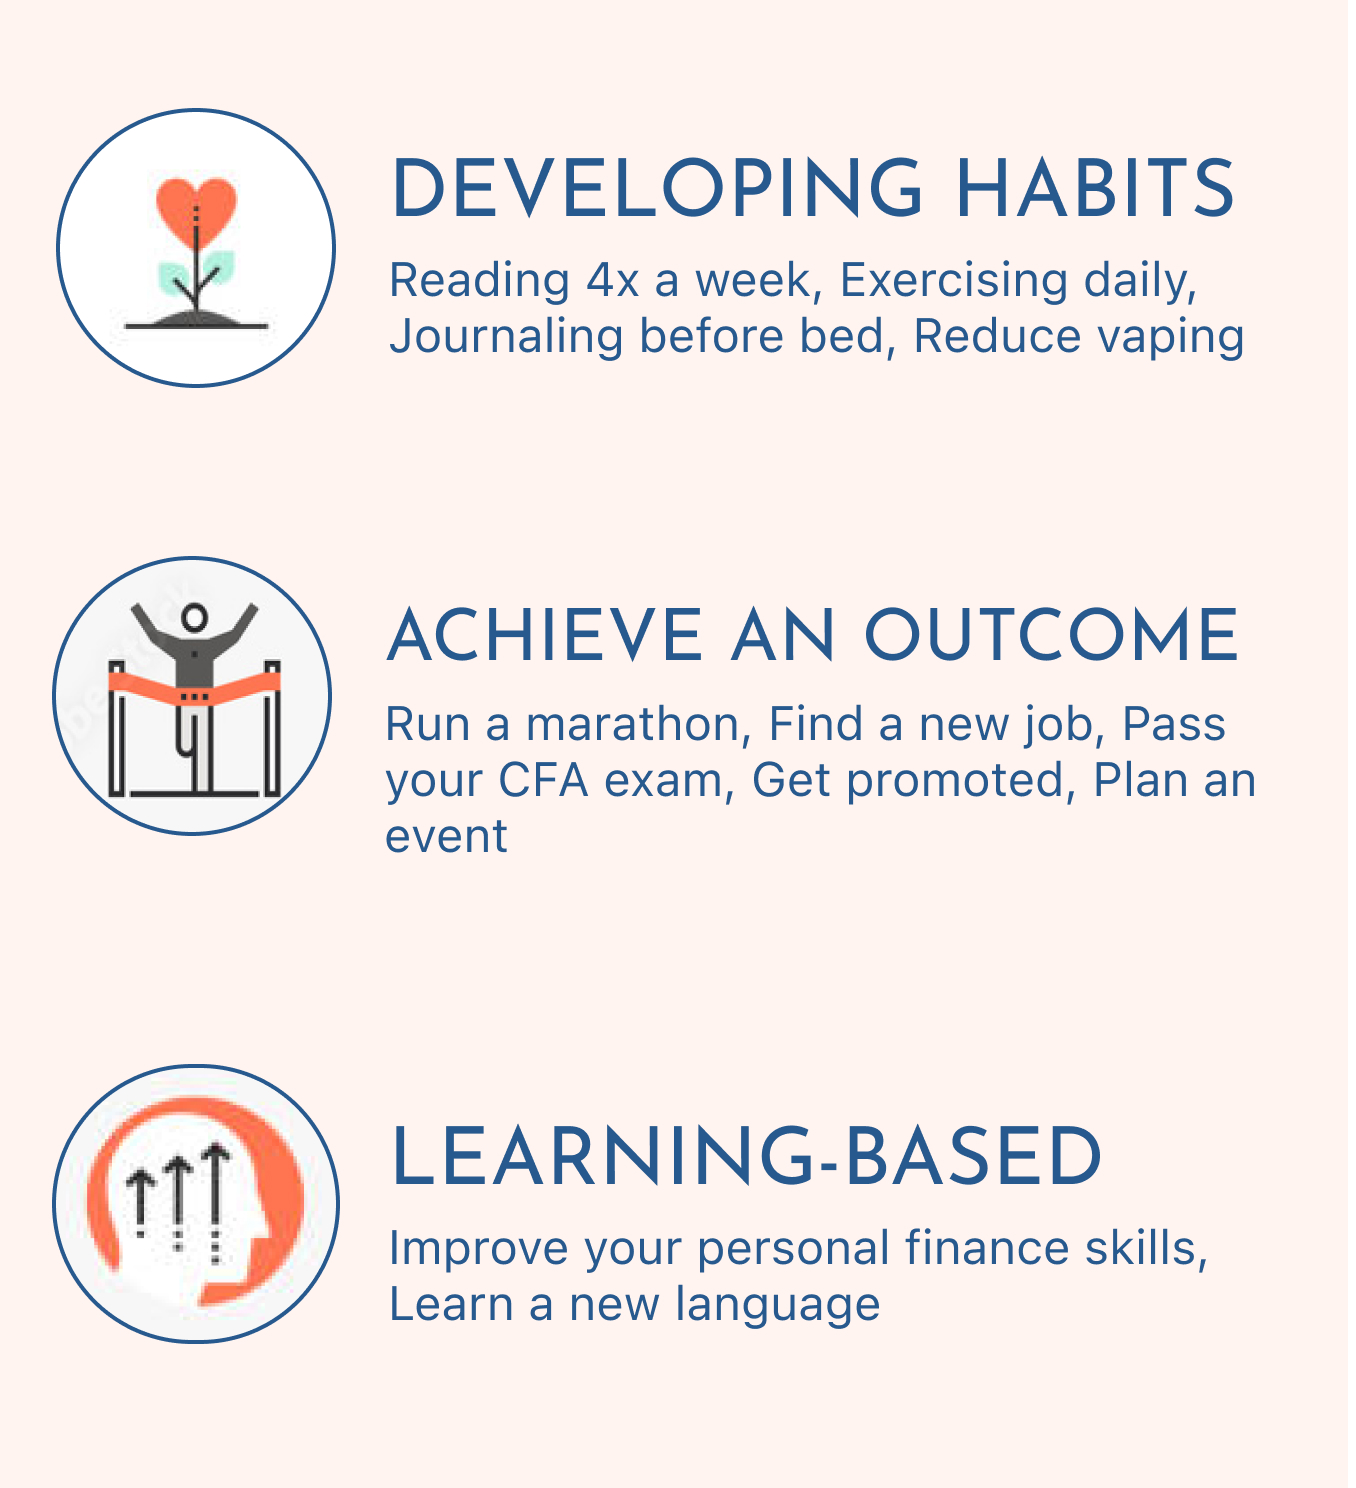 DEVELOPING HABITS
Reading 4x a week, Exercising daily,
Journaling before bed, Reduce vaping
ACHIEVE AN OUTCOME
Run a marathon, Find a new job, Pass
your CFA exam, Get promoted, Plan an
event
LEARNING-BASED
Improve your personal finance skills,
Learn a new language